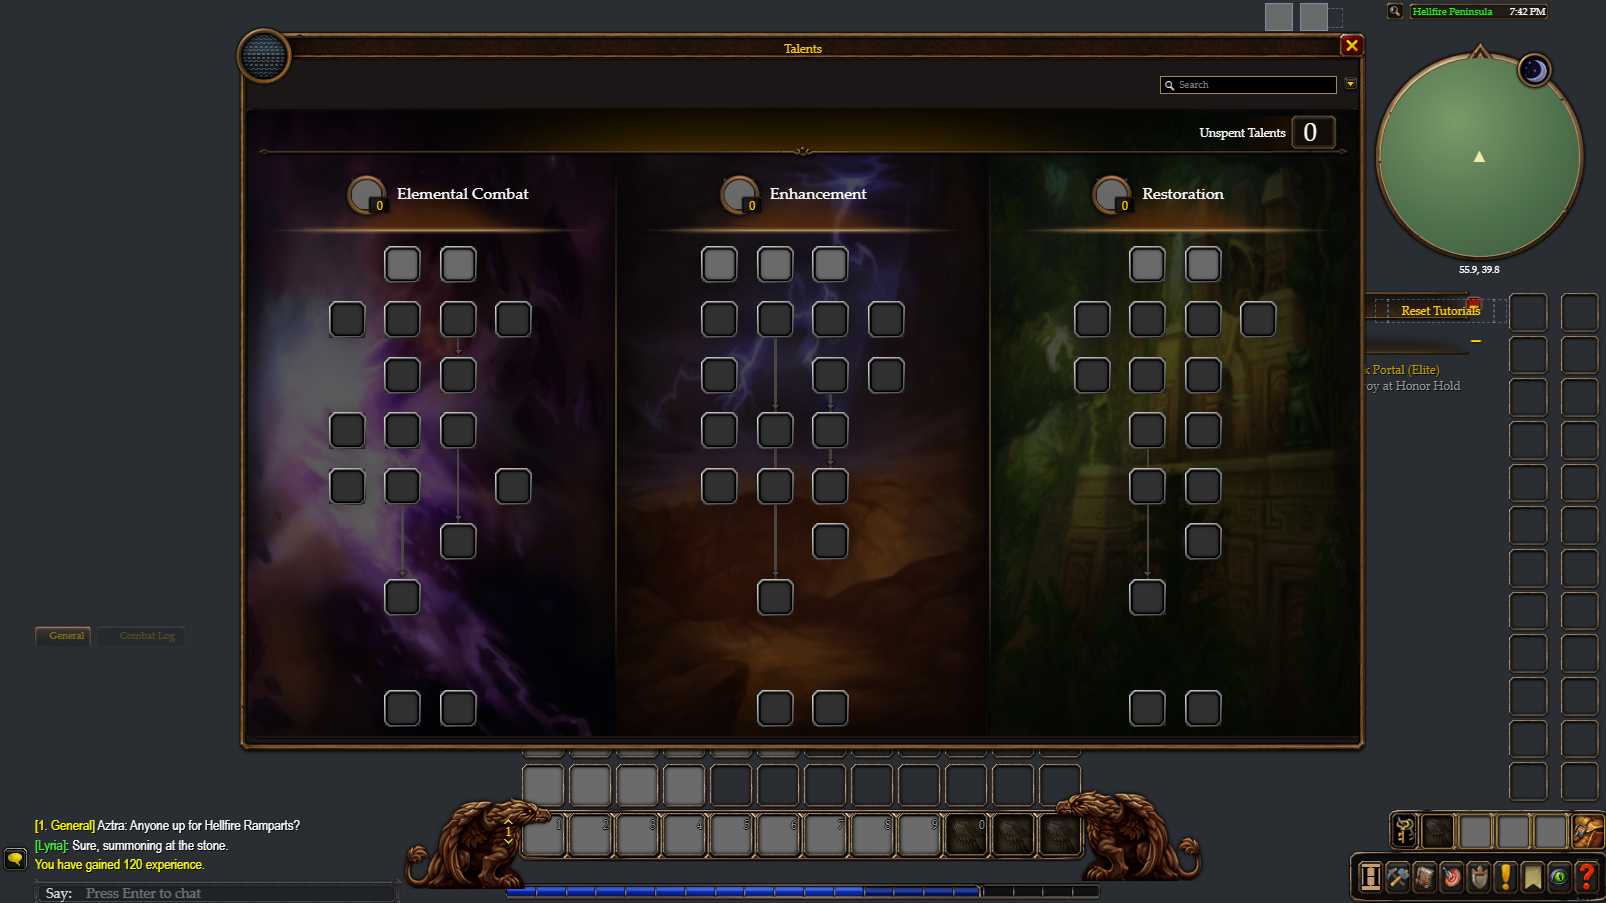 Hellfire Peninsula 7:42 PM
Talents
Search
Unspent Talents 0
0 Elemental Combat
0 Enhancement
0 Restoration
55.9, 39.8
Reset Tutorials
k Portal (Elite)
oy at Honor Hold
General Combat Log
[1. General] Aztra: Anyone up for Hellfire Ramparts?
[Lyria]: Sure, summoning at the stone.
You have gained 120 experience.
Say: Press Enter to chat
1
1 2 3 4 5 6 7 8 9 0
H